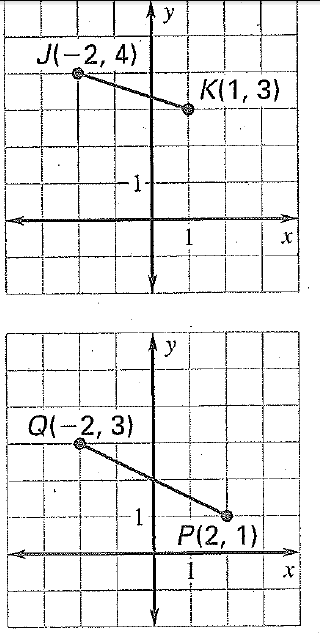 y
J(−2, 4)
K(1, 3)
1
1
x
y
Q(−2, 3)
1
P(2, 1)
1
x